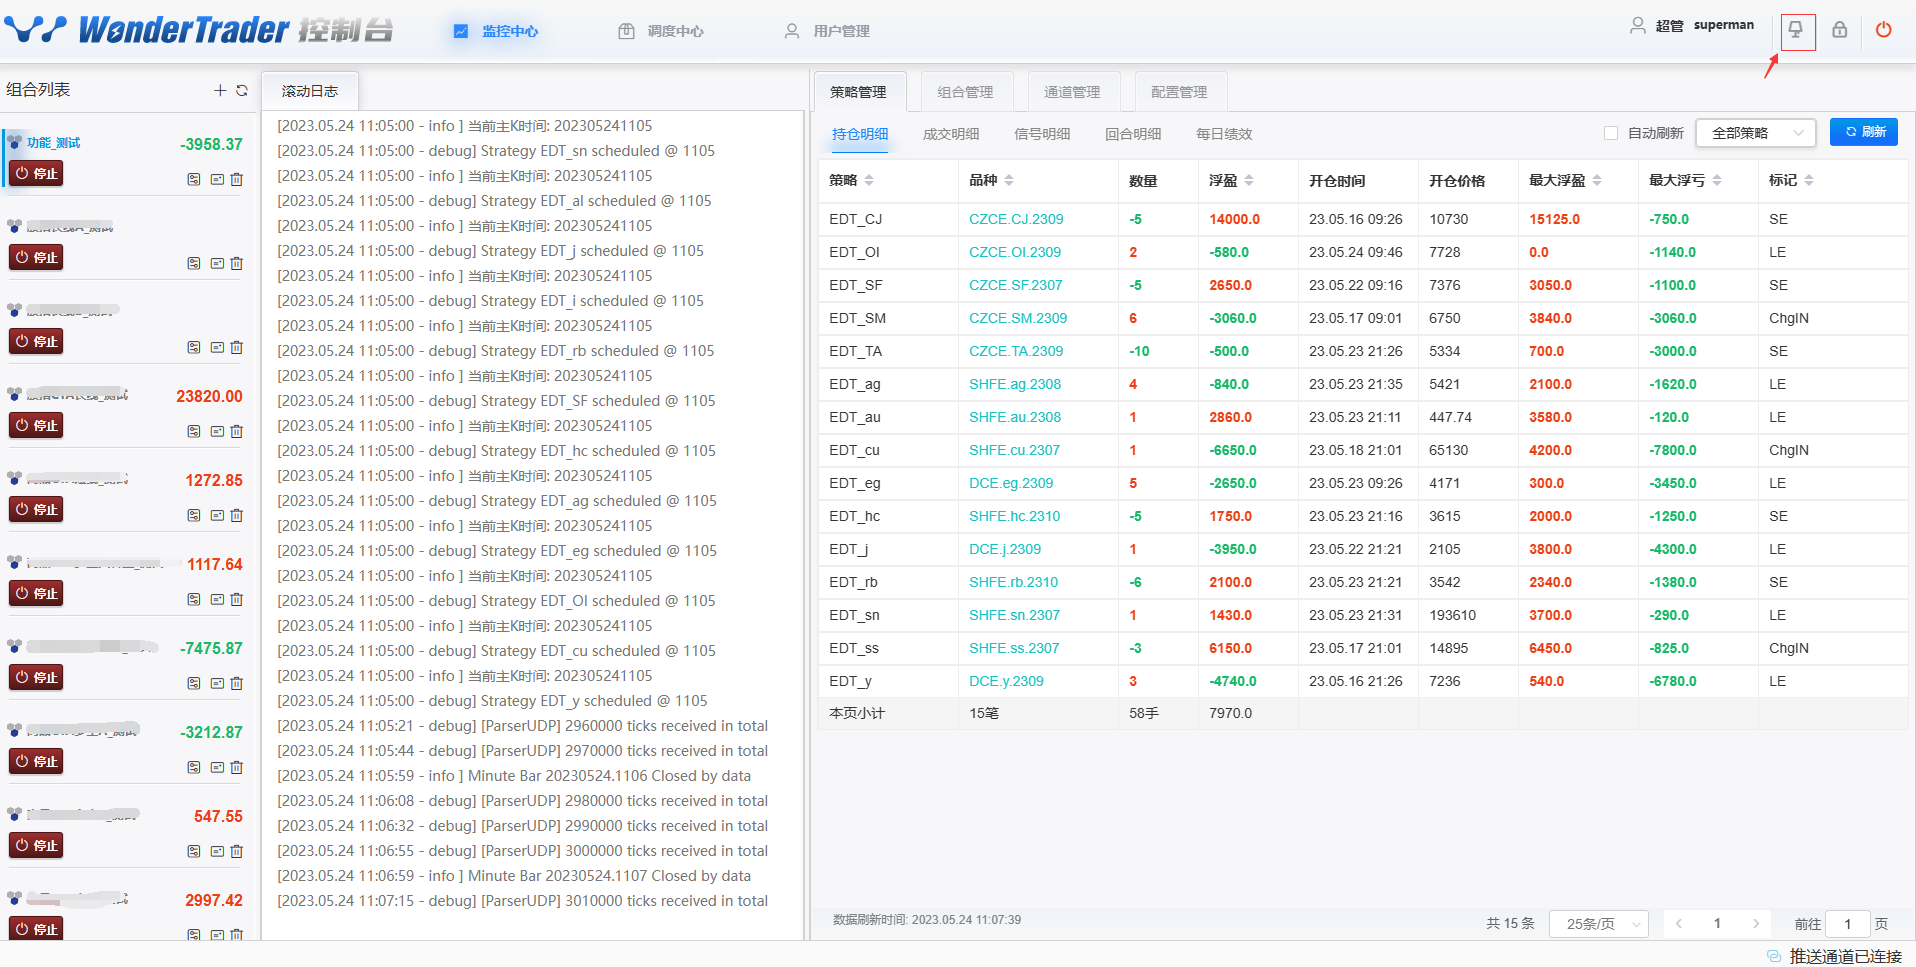 WonderTrader 控制台
监控中心
调度中心
用户管理
超管 superman
组合列表
功能_测试 -3958.37
停止
停止
停止
23820.00
停止
1272.85
停止
1117.64
停止
-7475.87
停止
-3212.87
停止
547.55
停止
2997.42
停止
滚动日志
[2023.05.24 11:05:00 - info ] 当前主K时间: 202305241105
[2023.05.24 11:05:00 - debug] Strategy EDT_sn scheduled @ 1105
[2023.05.24 11:05:00 - info ] 当前主K时间: 202305241105
[2023.05.24 11:05:00 - debug] Strategy EDT_al scheduled @ 1105
[2023.05.24 11:05:00 - info ] 当前主K时间: 202305241105
[2023.05.24 11:05:00 - debug] Strategy EDT_j scheduled @ 1105
[2023.05.24 11:05:00 - info ] 当前主K时间: 202305241105
[2023.05.24 11:05:00 - debug] Strategy EDT_i scheduled @ 1105
[2023.05.24 11:05:00 - info ] 当前主K时间: 202305241105
[2023.05.24 11:05:00 - debug] Strategy EDT_rb scheduled @ 1105
[2023.05.24 11:05:00 - info ] 当前主K时间: 202305241105
[2023.05.24 11:05:00 - debug] Strategy EDT_SF scheduled @ 1105
[2023.05.24 11:05:00 - info ] 当前主K时间: 202305241105
[2023.05.24 11:05:00 - debug] Strategy EDT_hc scheduled @ 1105
[2023.05.24 11:05:00 - info ] 当前主K时间: 202305241105
[2023.05.24 11:05:00 - debug] Strategy EDT_ag scheduled @ 1105
[2023.05.24 11:05:00 - info ] 当前主K时间: 202305241105
[2023.05.24 11:05:00 - debug] Strategy EDT_eg scheduled @ 1105
[2023.05.24 11:05:00 - info ] 当前主K时间: 202305241105
[2023.05.24 11:05:00 - debug] Strategy EDT_OI scheduled @ 1105
[2023.05.24 11:05:00 - info ] 当前主K时间: 202305241105
[2023.05.24 11:05:00 - debug] Strategy EDT_cu scheduled @ 1105
[2023.05.24 11:05:00 - info ] 当前主K时间: 202305241105
[2023.05.24 11:05:00 - debug] Strategy EDT_y scheduled @ 1105
[2023.05.24 11:05:21 - debug] [ParserUDP] 2960000 ticks received in total
[2023.05.24 11:05:44 - debug] [ParserUDP] 2970000 ticks received in total
[2023.05.24 11:05:59 - info ] Minute Bar 20230524.1106 Closed by data
[2023.05.24 11:06:08 - debug] [ParserUDP] 2980000 ticks received in total
[2023.05.24 11:06:32 - debug] [ParserUDP] 2990000 ticks received in total
[2023.05.24 11:06:55 - debug] [ParserUDP] 3000000 ticks received in total
[2023.05.24 11:06:59 - info ] Minute Bar 20230524.1107 Closed by data
[2023.05.24 11:07:15 - debug] [ParserUDP] 3010000 ticks received in total
策略管理 组合管理 通道管理 配置管理
持仓明细 成交明细 信号明细 回合明细 每日绩效 自动刷新 全部策略 刷新
策略 品种 数量 浮盈 开仓时间 开仓价格 最大浮盈 最大浮亏 标记
EDT_CJ CZCE.CJ.2309 -5 14000.0 23.05.16 09:26 10730 15125.0 -750.0 SE
EDT_OI CZCE.OI.2309 2 -580.0 23.05.24 09:46 7728 0.0 -1140.0 LE
EDT_SF CZCE.SF.2307 -5 2650.0 23.05.22 09:16 7376 3050.0 -1100.0 SE
EDT_SM CZCE.SM.2309 6 -3060.0 23.05.17 09:01 6750 3840.0 -3060.0 ChgIN
EDT_TA CZCE.TA.2309 -10 -500.0 23.05.23 21:26 5334 700.0 -3000.0 SE
EDT_ag SHFE.ag.2308 4 -840.0 23.05.23 21:35 5421 2100.0 -1620.0 LE
EDT_au SHFE.au.2308 1 2860.0 23.05.23 21:11 447.74 3580.0 -120.0 LE
EDT_cu SHFE.cu.2307 1 -6650.0 23.05.18 21:01 65130 4200.0 -7800.0 ChgIN
EDT_eg DCE.eg.2309 5 -2650.0 23.05.23 09:26 4171 300.0 -3450.0 LE
EDT_hc SHFE.hc.2310 -5 1750.0 23.05.23 21:16 3615 2000.0 -1250.0 SE
EDT_j DCE.j.2309 1 -3950.0 23.05.22 21:21 2105 3800.0 -4300.0 LE
EDT_rb SHFE.rb.2310 -6 2100.0 23.05.23 21:21 3542 2340.0 -1380.0 SE
EDT_sn SHFE.sn.2307 1 1430.0 23.05.23 21:31 193610 3700.0 -290.0 LE
EDT_ss SHFE.ss.2307 -3 6150.0 23.05.17 21:01 14895 6450.0 -825.0 ChgIN
EDT_y DCE.y.2309 3 -4740.0 23.05.16 21:26 7236 540.0 -6780.0 LE
本页小计 15笔 58手 7970.0
数据刷新时间: 2023.05.24 11:07:39
共 15 条 25条/页 1 前往 1 页
推送通道已连接